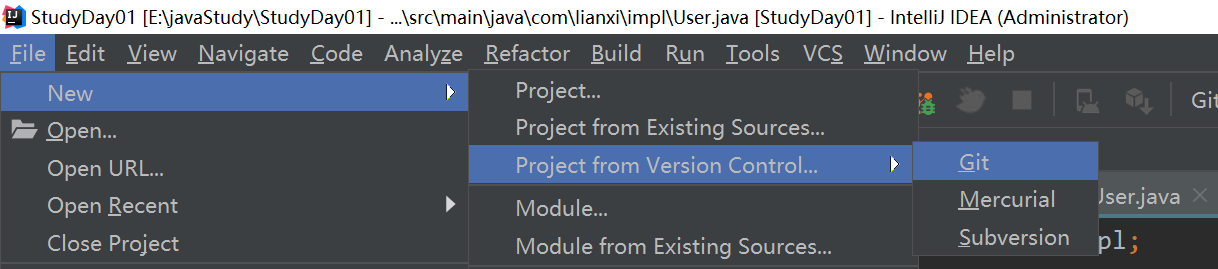 StudyDay01 [E:\javaStudy\StudyDay01] - ...\src\main\java\com\lianxi\impl\User.java [StudyDay01] - IntelliJ IDEA (Administrator)
File Edit View Navigate Code Analyze Refactor Build Run Tools VCS Window Help
New
Open...
Open URL...
Open Recent
Close Project
Project...
Project from Existing Sources...
Project from Version Control...
Module...
Module from Existing Sources...
Git
Mercurial
Subversion
Git
User.java
pl;